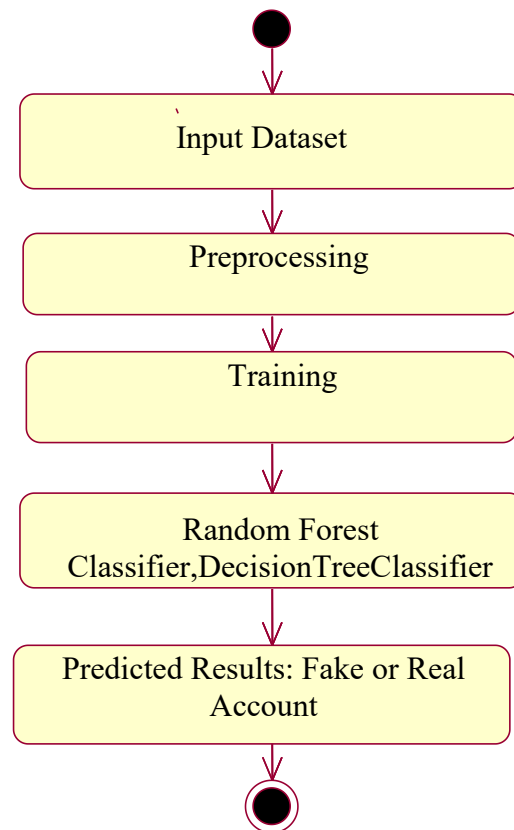 Input Dataset
Preprocessing
Training
Random Forest
Classifier,DecisionTreeClassifier
Predicted Results: Fake or Real
Account